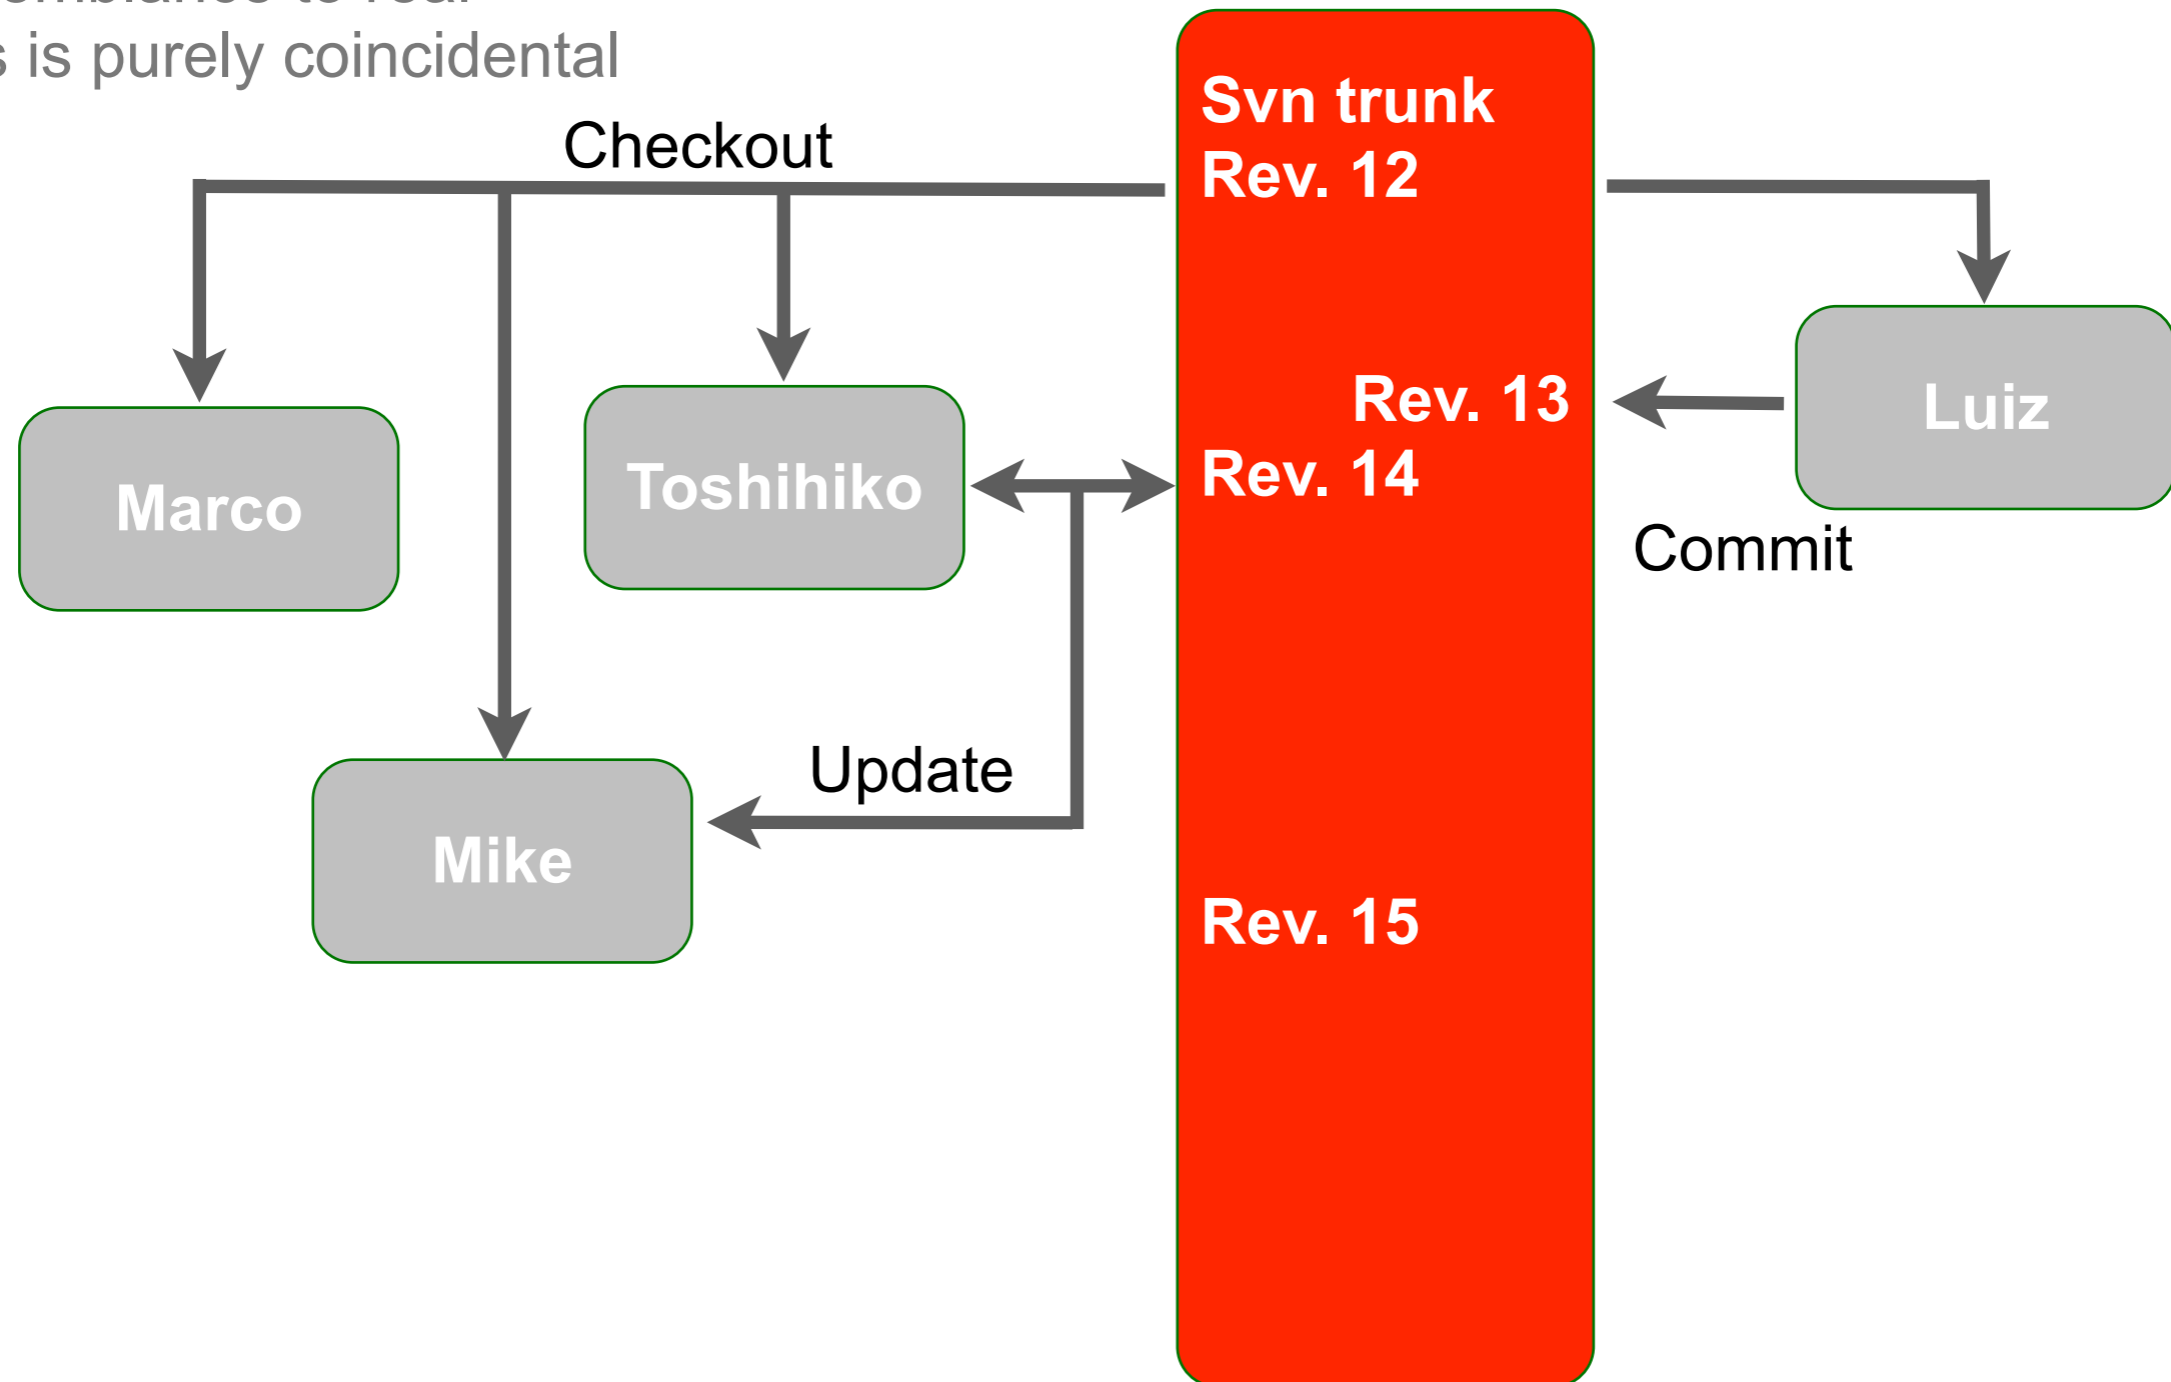 s is purely coincidental
Checkout
Svn trunk
Rev. 12
Rev. 13
Rev. 14
Rev. 15
Luiz
Commit
Marco
Toshihiko
Update
Mike